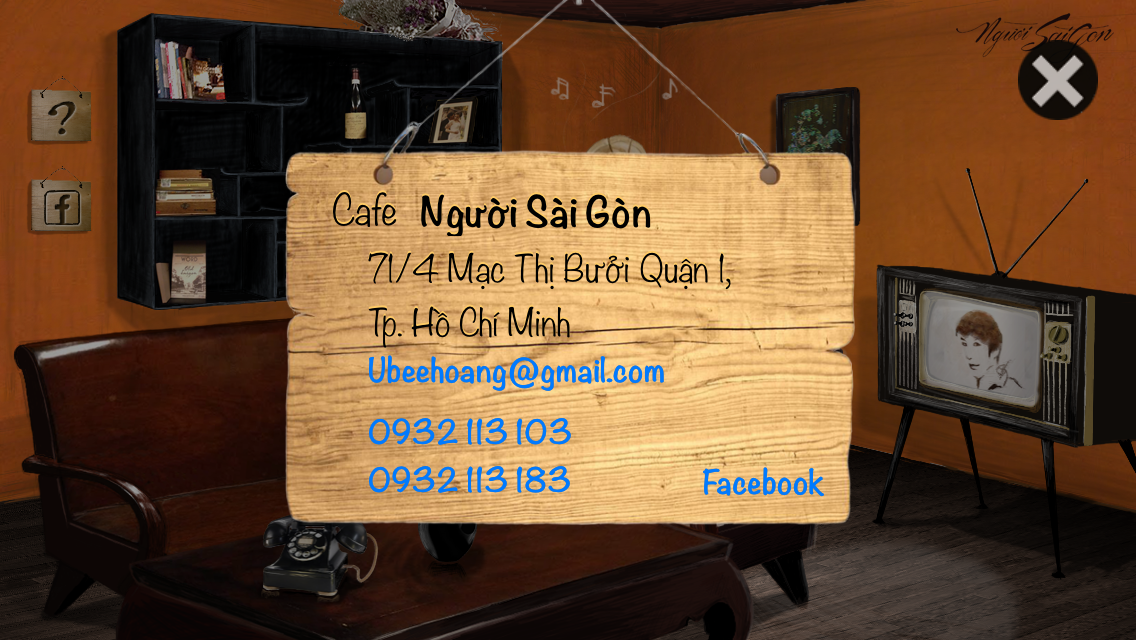 Người Sài Gòn
?
f
Cafe Người Sài Gòn
71/4 Mạc Thị Bưởi Quận 1,
Tp. Hồ Chí Minh
Ubeehoang@gmail.com
0932 113 103
0932 113 183
Facebook